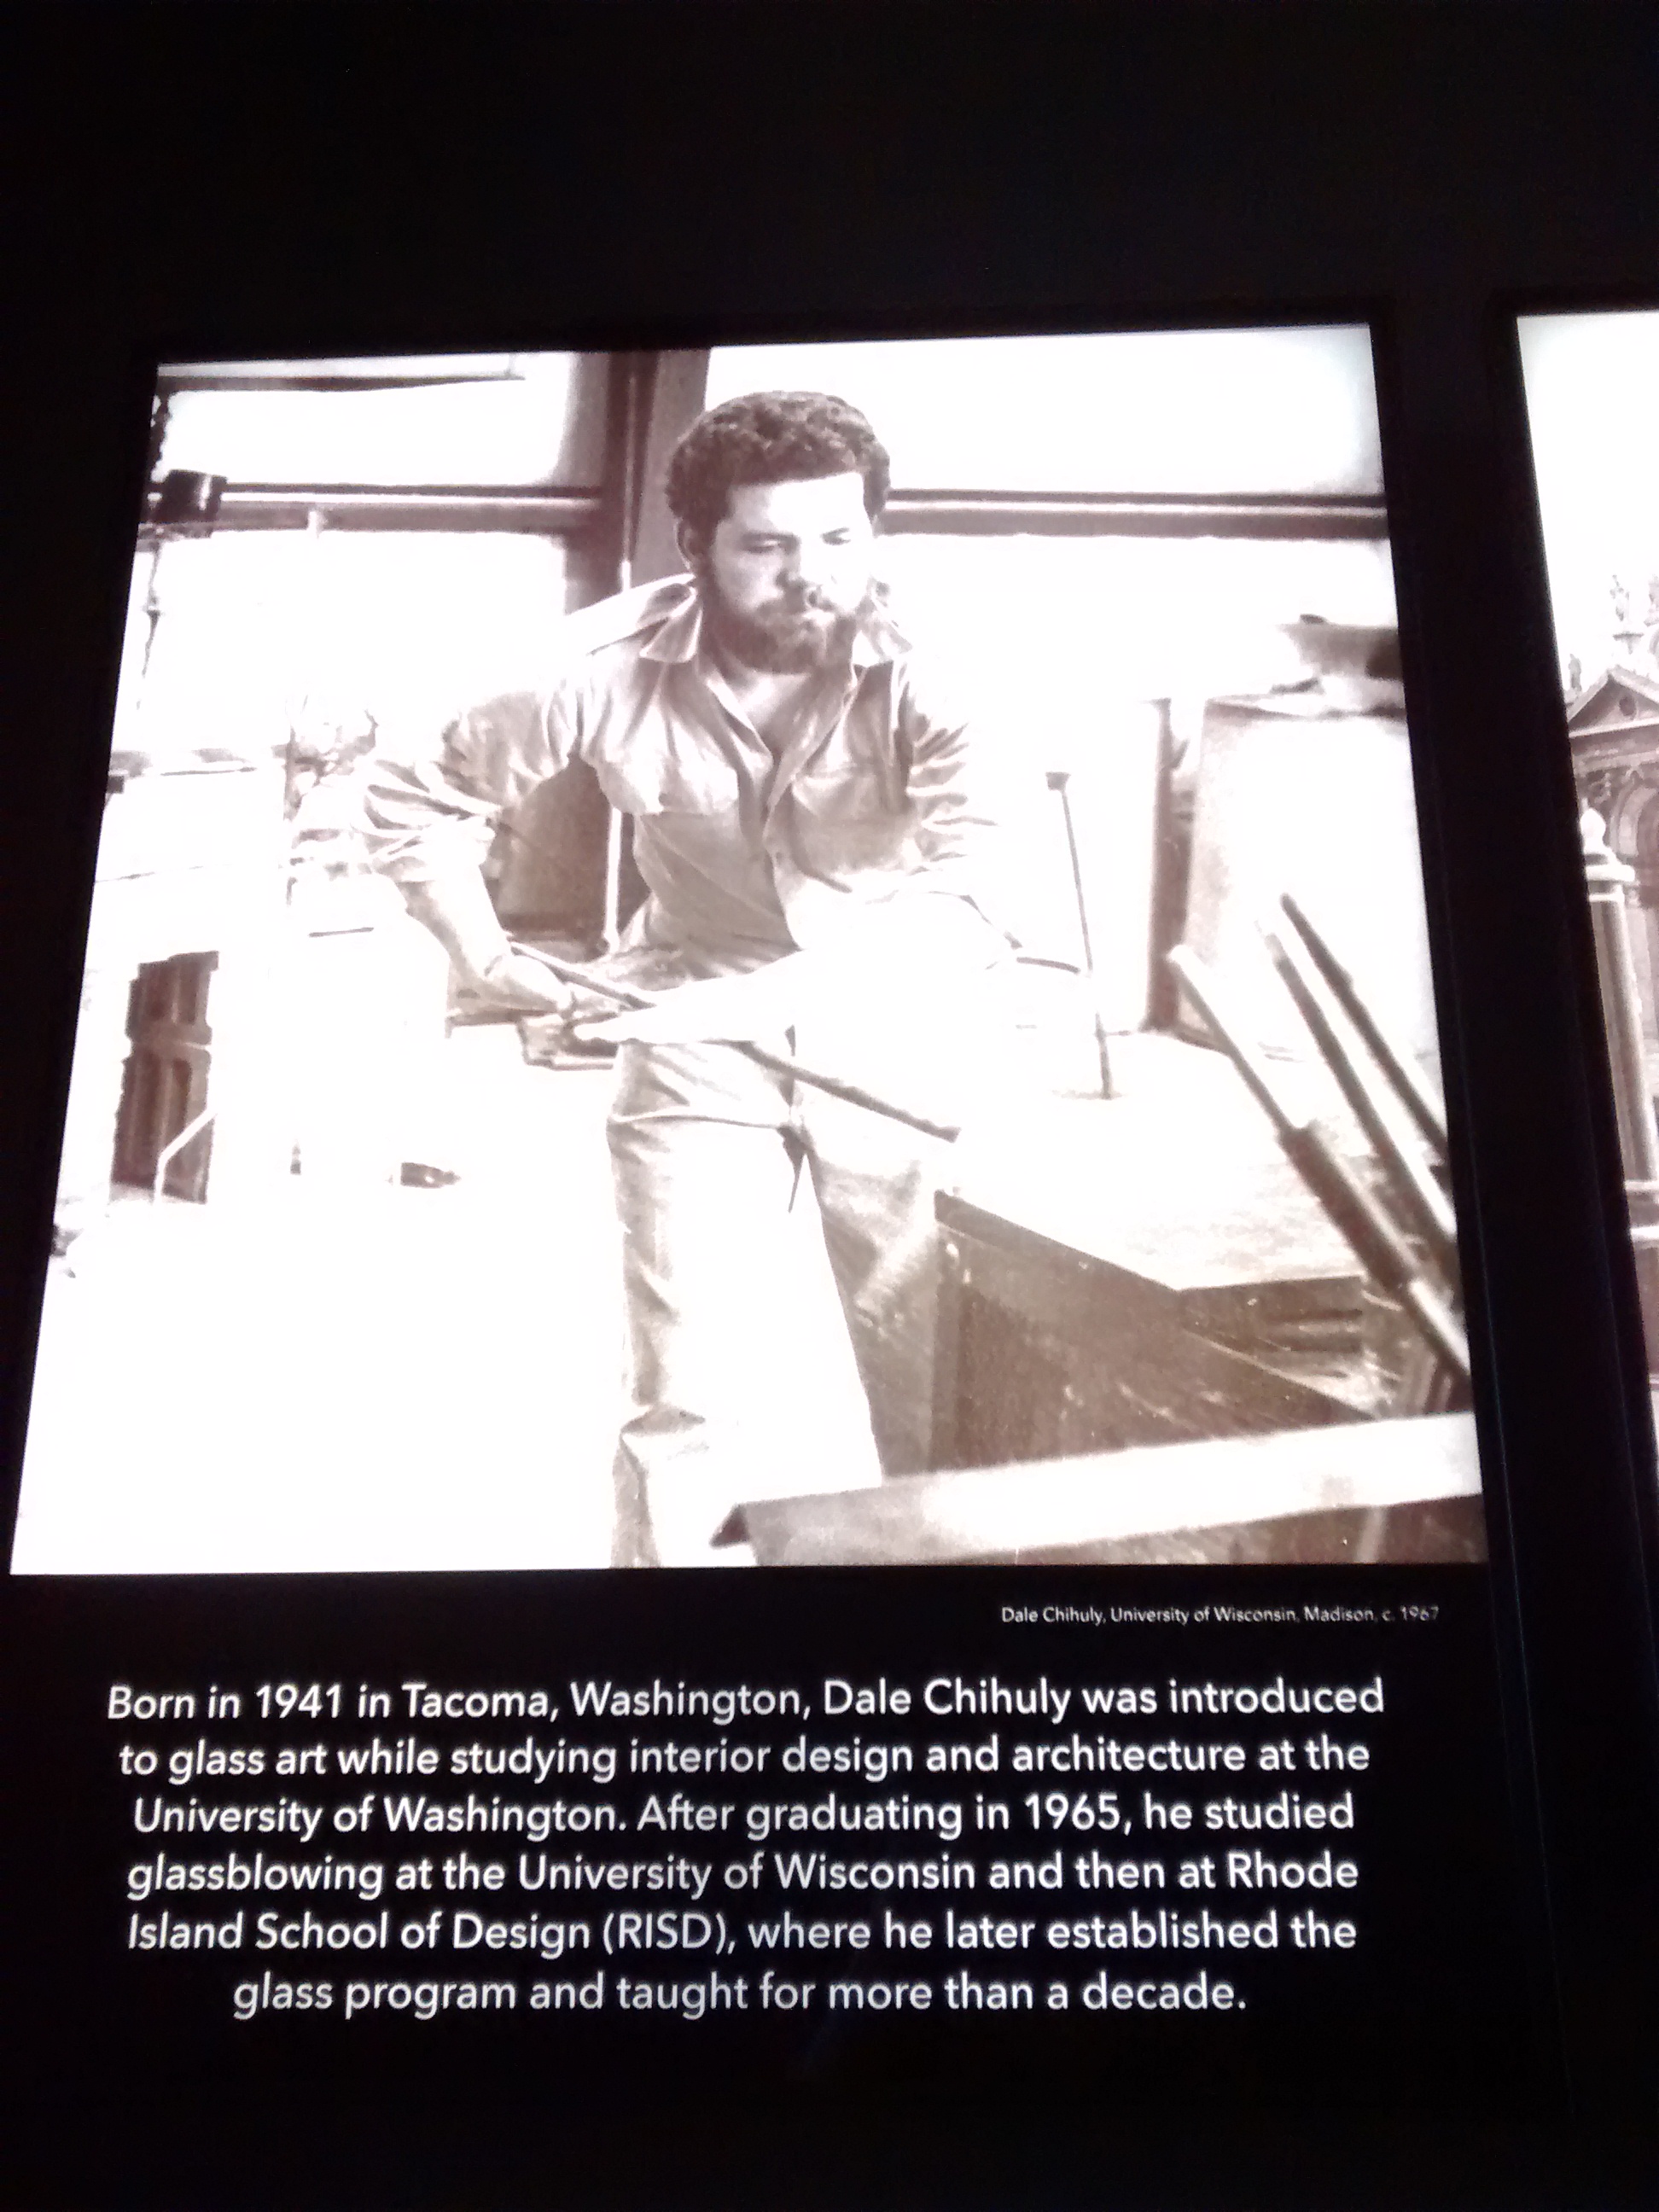 Dale Chihuly, University of Wisconsin, Madison, c. 1967
Born in 1941 in Tacoma, Washington, Dale Chihuly was introduced
to glass art while studying interior design and architecture at the
University of Washington. After graduating in 1965, he studied
glassblowing at the University of Wisconsin and then at Rhode
Island School of Design (RISD), where he later established the
glass program and taught for more than a decade.